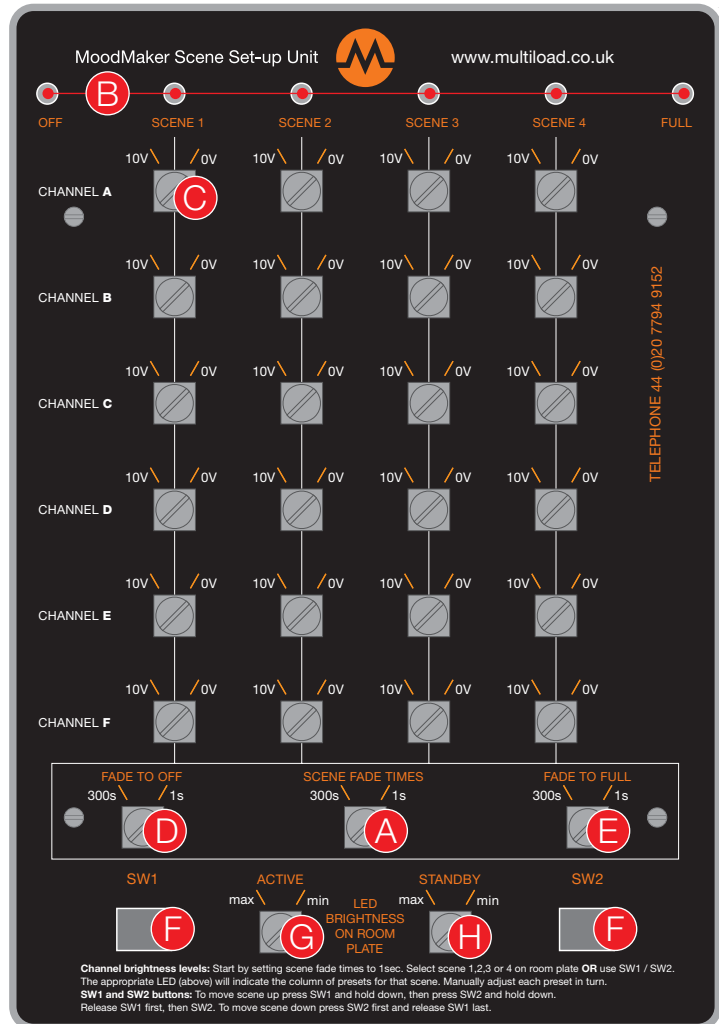 MoodMaker Scene Set-up Unit
www.multiload.co.uk
B
OFF SCENE 1 SCENE 2 SCENE 3 SCENE 4 FULL
10V 0V 10V 0V 10V 0V 10V 0V
CHANNEL A
C
10V 0V 10V 0V 10V 0V 10V 0V
CHANNEL B
TELEPHONE 44 (0)20 7794 9152
10V 0V 10V 0V 10V 0V 10V 0V
CHANNEL C
10V 0V 10V 0V 10V 0V 10V 0V
CHANNEL D
10V 0V 10V 0V 10V 0V 10V 0V
CHANNEL E
10V 0V 10V 0V 10V 0V 10V 0V
CHANNEL F
FADE TO OFF SCENE FADE TIMES FADE TO FULL
300s 1s 300s 1s 300s 1s
D A E
SW1 ACTIVE STANDBY SW2
max min max min
LED
BRIGHTNESS
ON ROOM
PLATE
F G H F
Channel brightness levels: Start by setting scene fade times to 1sec. Select scene 1,2,3 or 4 on room plate OR use SW1 / SW2.
The appropriate LED (above) will indicate the column of presets for that scene. Manually adjust each preset in turn.
SW1 and SW2 buttons: To move scene up press SW1 and hold down, then press SW2 and hold down.
Release SW1 first, then SW2. To move scene down press SW2 first and release SW1 last.